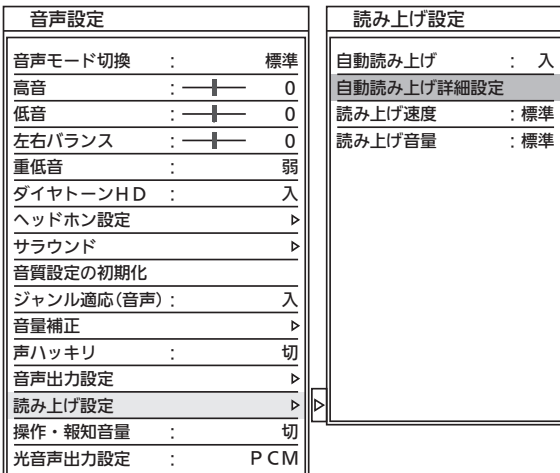 音声設定
音声モード切換 : 標準
高音 : 0
低音 : 0
左右バランス : 0
重低音 : 弱
ダイヤトーンHD : 入
ヘッドホン設定
サラウンド
音質設定の初期化
ジャンル適応(音声) : 入
音量補正
声ハッキリ : 切
音声出力設定
読み上げ設定
操作・報知音量 : 切
光音声出力設定 : PCM
読み上げ設定
自動読み上げ : 入
自動読み上げ詳細設定
読み上げ速度 : 標準
読み上げ音量 : 標準